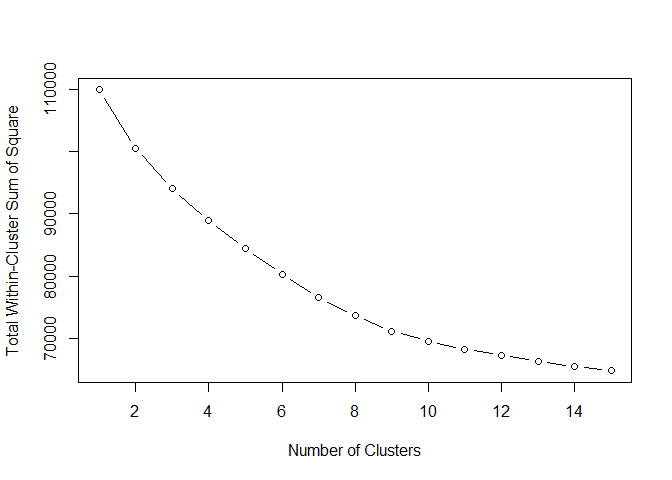 Total Within-Cluster Sum of Square
110000
90000
80000
70000
2 4 6 8 10 12 14
Number of Clusters